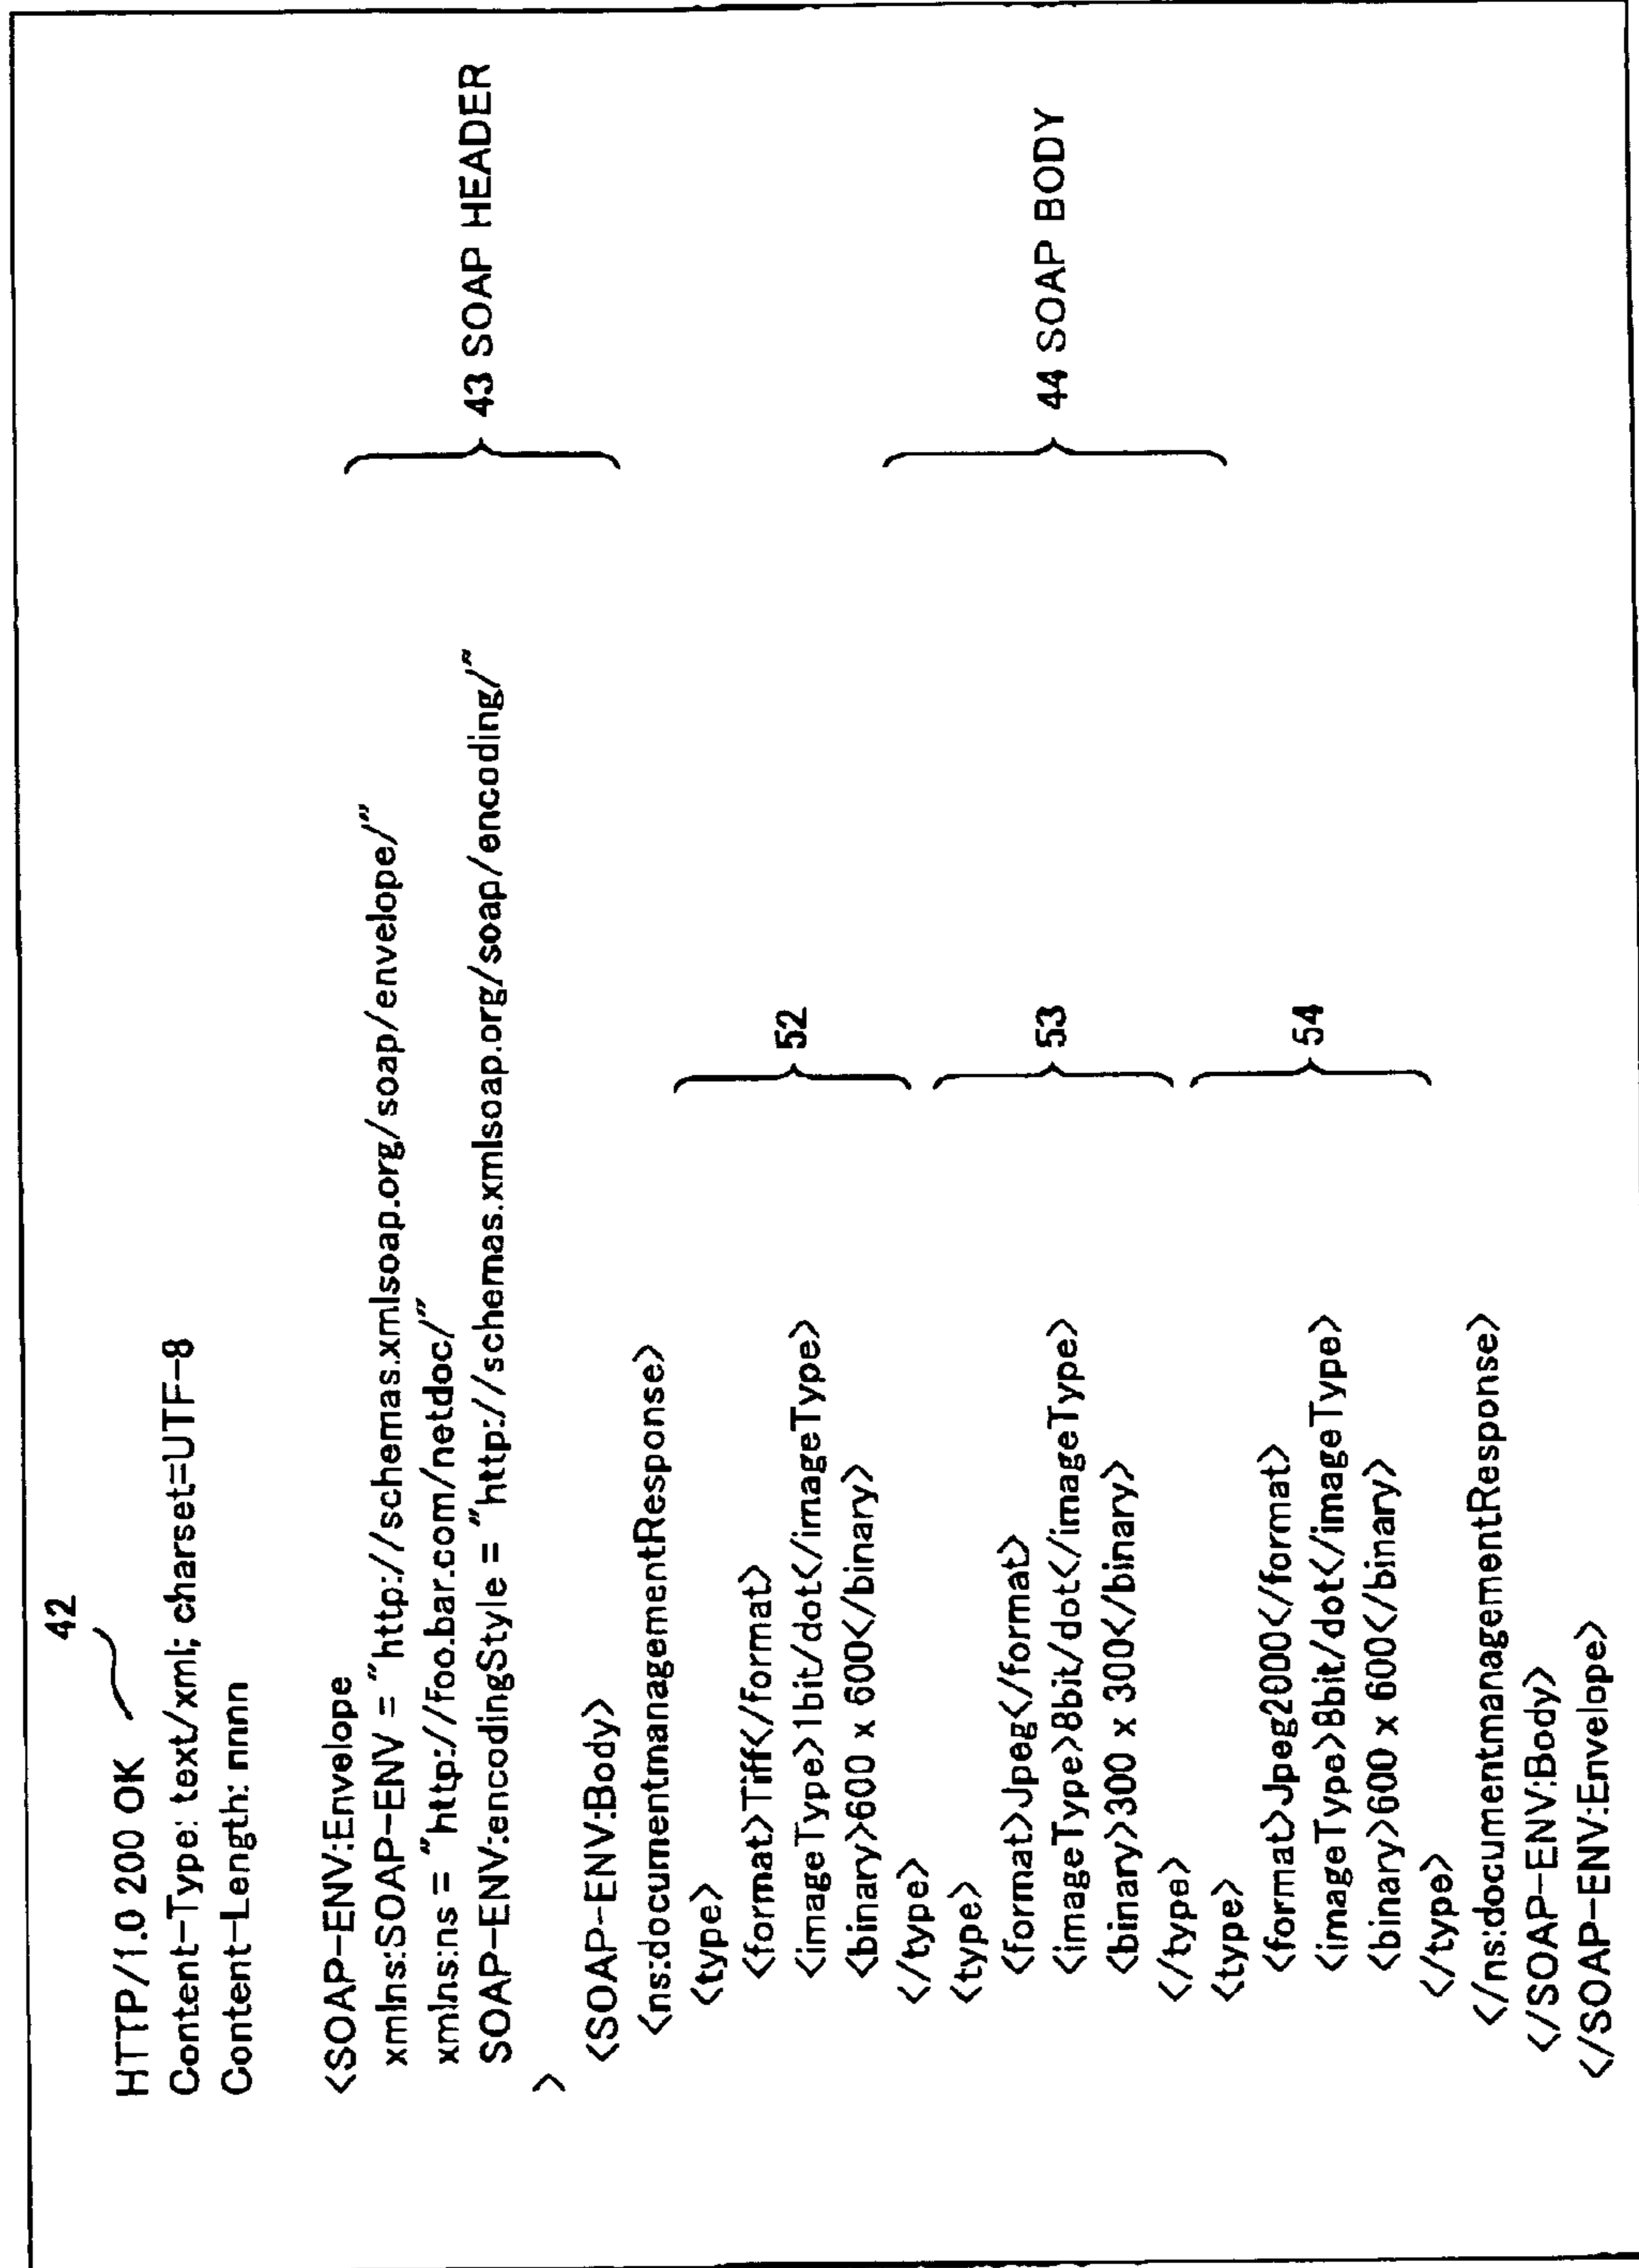 42
HTTP/1.0 200 OK
Content-Type: text/xml; charset=UTF-8
Content-Length: nnnn
<SOAP-ENV:Envelope
xmlns:SOAP-ENV = "http://schemas.xmlsoap.org/soap/envelope/"
xmlns:ns = "http://foo.bar.com/netdoc/"
SOAP-ENV:encodingStyle = "http://schemas.xmlsoap.org/soap/encoding/"
>
43 SOAP HEADER
<SOAP-ENV:Body>
<ns:documentmanagementResponse>
<type>
<format>Tiff</format>
<imageType>1bit/dot</imageType>
<binary>600 x 600</binary>
</type>
52
<type>
<format>Jpeg</format>
<imageType>8bit/dot</imageType>
<binary>300 x 300</binary>
</type>
53
44 SOAP BODY
<type>
<format>Jpeg2000</format>
<imageType>8bit/dot</imageType>
<binary>600 x 600</binary>
</type>
54
</ns:documentmanagementResponse>
</SOAP-ENV:Body>
</SOAP-ENV:Envelope>